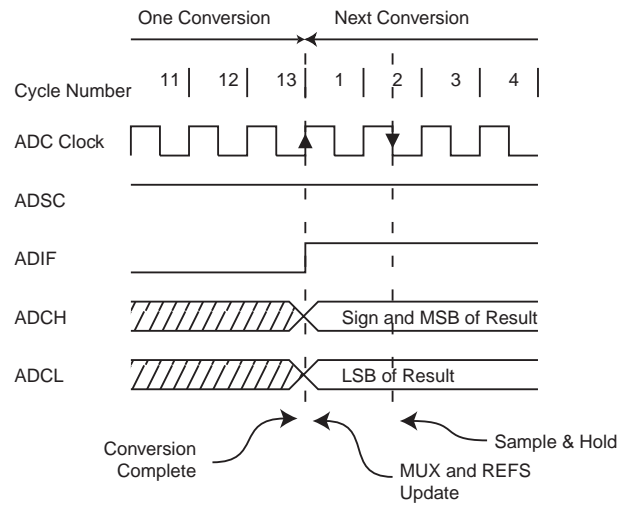 One Conversion
Next Conversion
Cycle Number
11
12
13
1
2
3
4
ADC Clock
ADSC
ADIF
ADCH
Sign and MSB of Result
ADCL
LSB of Result
Conversion
Complete
MUX and REFS
Update
Sample & Hold